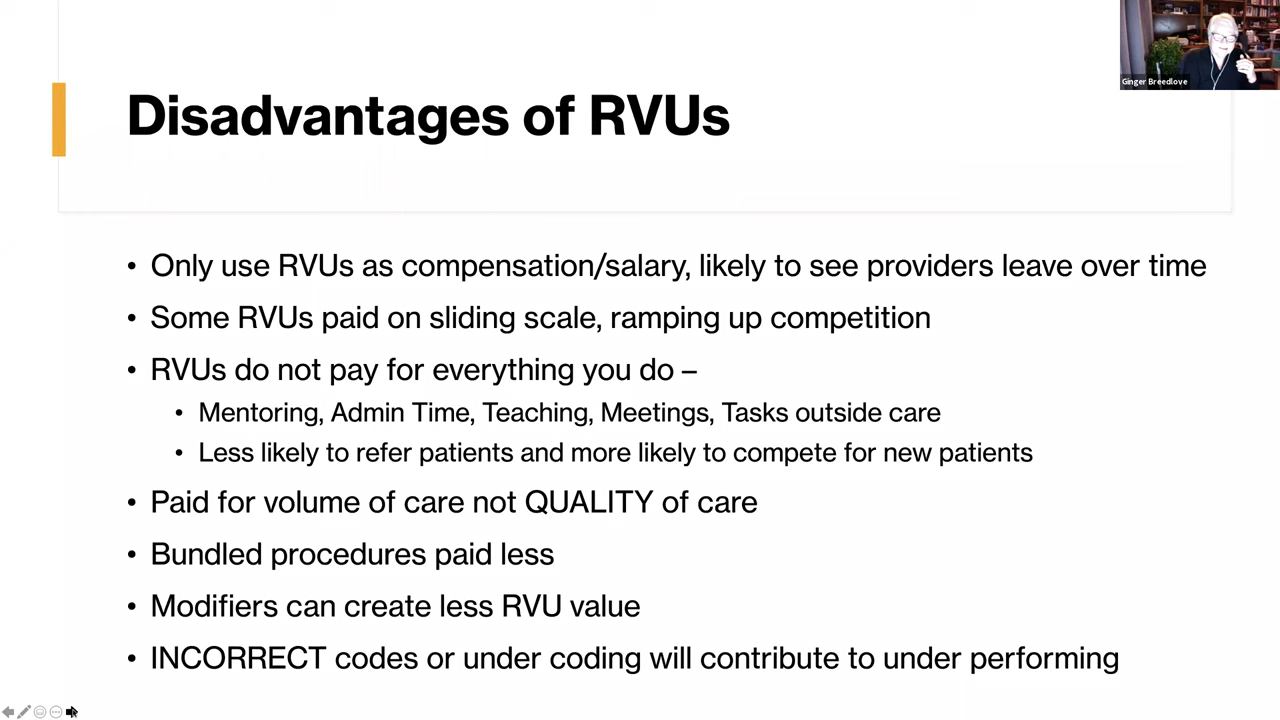 Ginger Breedlove
Disadvantages of RVUs
• Only use RVUs as compensation/salary, likely to see providers leave over time
• Some RVUs paid on sliding scale, ramping up competition
• RVUs do not pay for everything you do –
• Mentoring, Admin Time, Teaching, Meetings, Tasks outside care
• Less likely to refer patients and more likely to compete for new patients
• Paid for volume of care not QUALITY of care
• Bundled procedures paid less
• Modifiers can create less RVU value
• INCORRECT codes or under coding will contribute to under performing